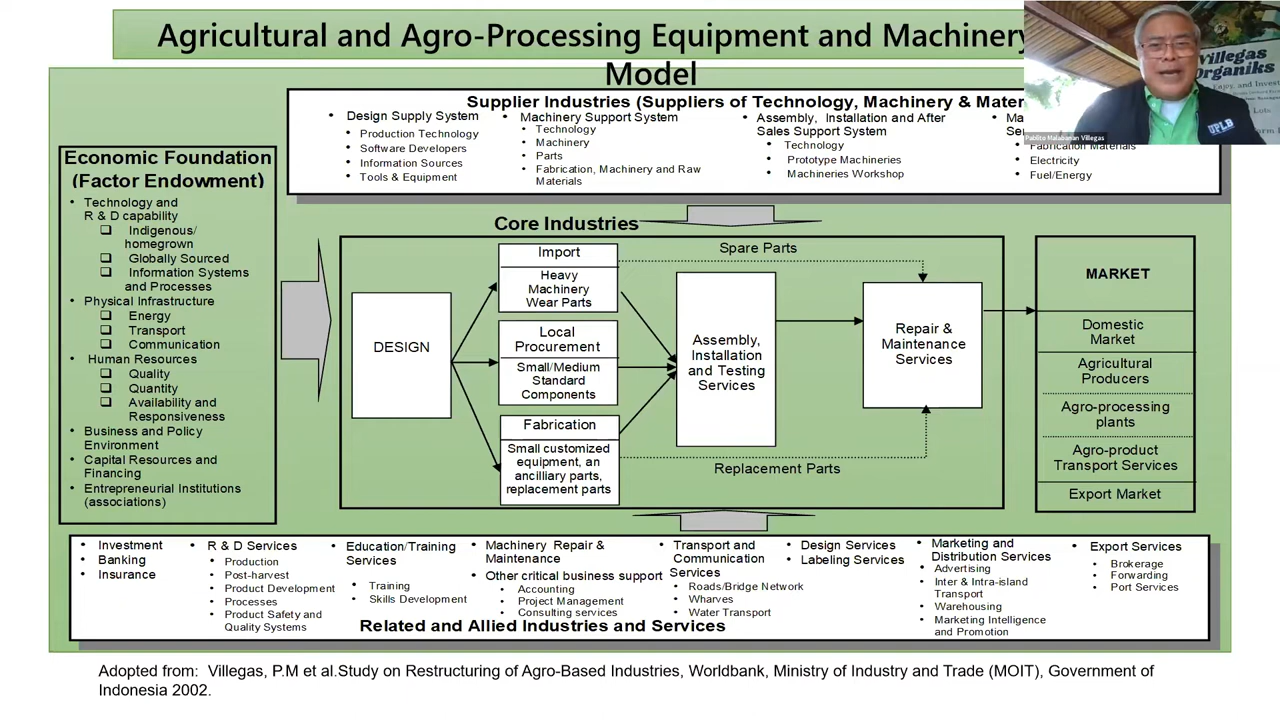 Agricultural and Agro-Processing Equipment and Machinery
Model
Villegas
Organiks
UPLB
Pablito Malabanan Villegas
Supplier Industries (Suppliers of Technology, Machinery &
• Design Supply System
• Production Technology
• Software Developers
• Information Sources
• Tools & Equipment
• Machinery Support System
• Technology
• Machinery
• Parts
• Fabrication, Machinery and Raw
Materials
• Assembly, Installation and After
Sales Support System
• Technology
• Prototype Machineries
• Machineries Workshop
• Fabrication Materials
• Electricity
• Fuel/Energy
Economic Foundation
(Factor Endowment)
• Technology and
R & D capability
❑ Indigenous/
homegrown
❑ Globally Sourced
❑ Information Systems
and Processes
• Physical Infrastructure
❑ Energy
❑ Transport
❑ Communication
• Human Resources
❑ Quality
❑ Quantity
❑ Availability and
Responsiveness
• Business and Policy
Environment
• Capital Resources and
Financing
• Entrepreneurial Institutions
(associations)
Core Industries
DESIGN
Import
Heavy
Machinery
Wear Parts
Local
Procurement
Small/Medium
Standard
Components
Fabrication
Small customized
equipment, an
ancilliary parts,
replacement parts
Spare Parts
Assembly,
Installation
and Testing
Services
Replacement Parts
Repair &
Maintenance
Services
MARKET
Domestic
Market
Agricultural
Producers
Agro-processing
plants
Agro-product
Transport Services
Export Market
• Investment
• Banking
• Insurance
• R & D Services
• Production
• Post-harvest
• Product Development
• Processes
• Product Safety and
Quality Systems
• Education/Training
Services
• Training
• Skills Development
• Machinery Repair &
Maintenance
• Other critical business support
• Accounting
• Project Management
• Consulting services
• Transport and
Communication
Services
• Roads/Bridge Network
• Wharves
• Water Transport
• Design Services
• Labeling Services
• Marketing and
Distribution Services
• Advertising
• Inter & Intra-island
Transport
• Warehousing
• Marketing Intelligence
and Promotion
• Export Services
• Brokerage
• Forwarding
• Port Services
Related and Allied Industries and Services
Adopted from: Villegas, P.M et al.Study on Restructuring of Agro-Based Industries, Worldbank, Ministry of Industry and Trade (MOIT), Government of
Indonesia 2002.